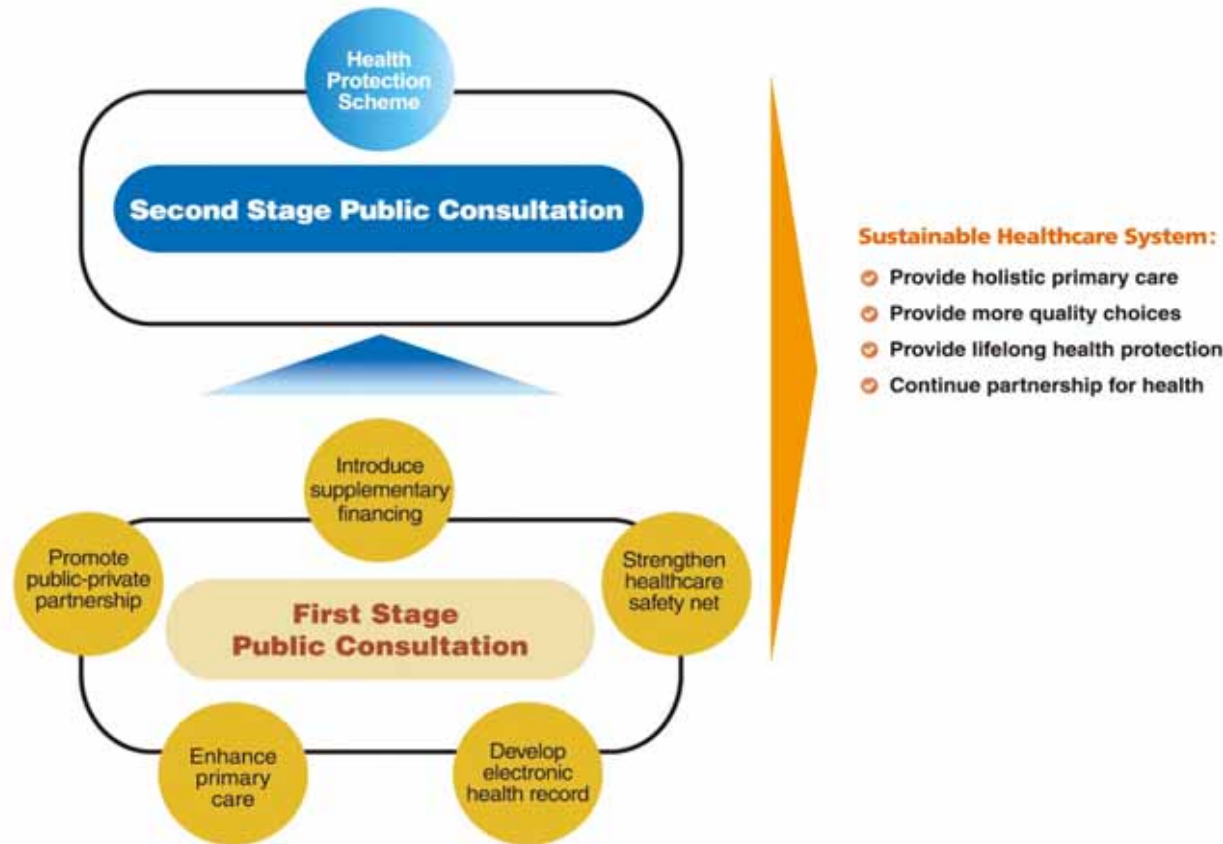 Health
Protection
Scheme
Second Stage Public Consultation
Sustainable Healthcare System:
Provide holistic primary care
Provide more quality choices
Provide lifelong health protection
Continue partnership for health
Introduce
supplementary
financing
Promote
public-private
partnership
Strengthen
healthcare
safety net
First Stage
Public Consultation
Enhance
primary
care
Develop
electronic
health record